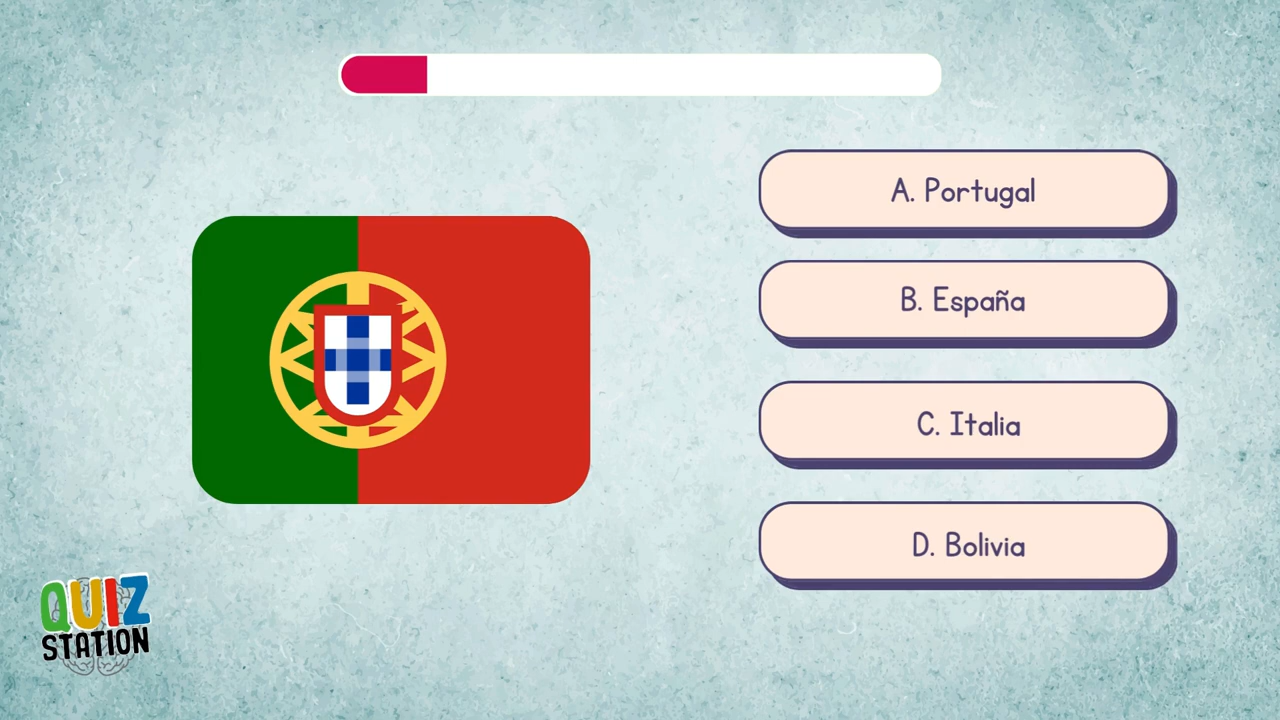 A. Portugal
B. España
C. Italia
D. Bolivia
QUIZ
STATION